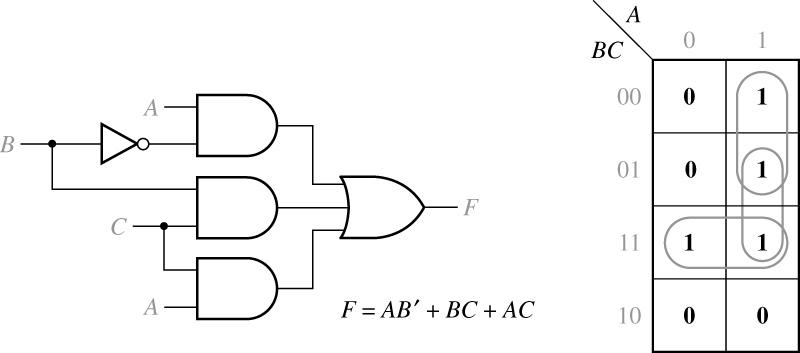 A
B
C
A
F
F = AB′ + BC + AC
A
BC
0 1
00 0 1
01 0 1
11 1 1
10 0 0